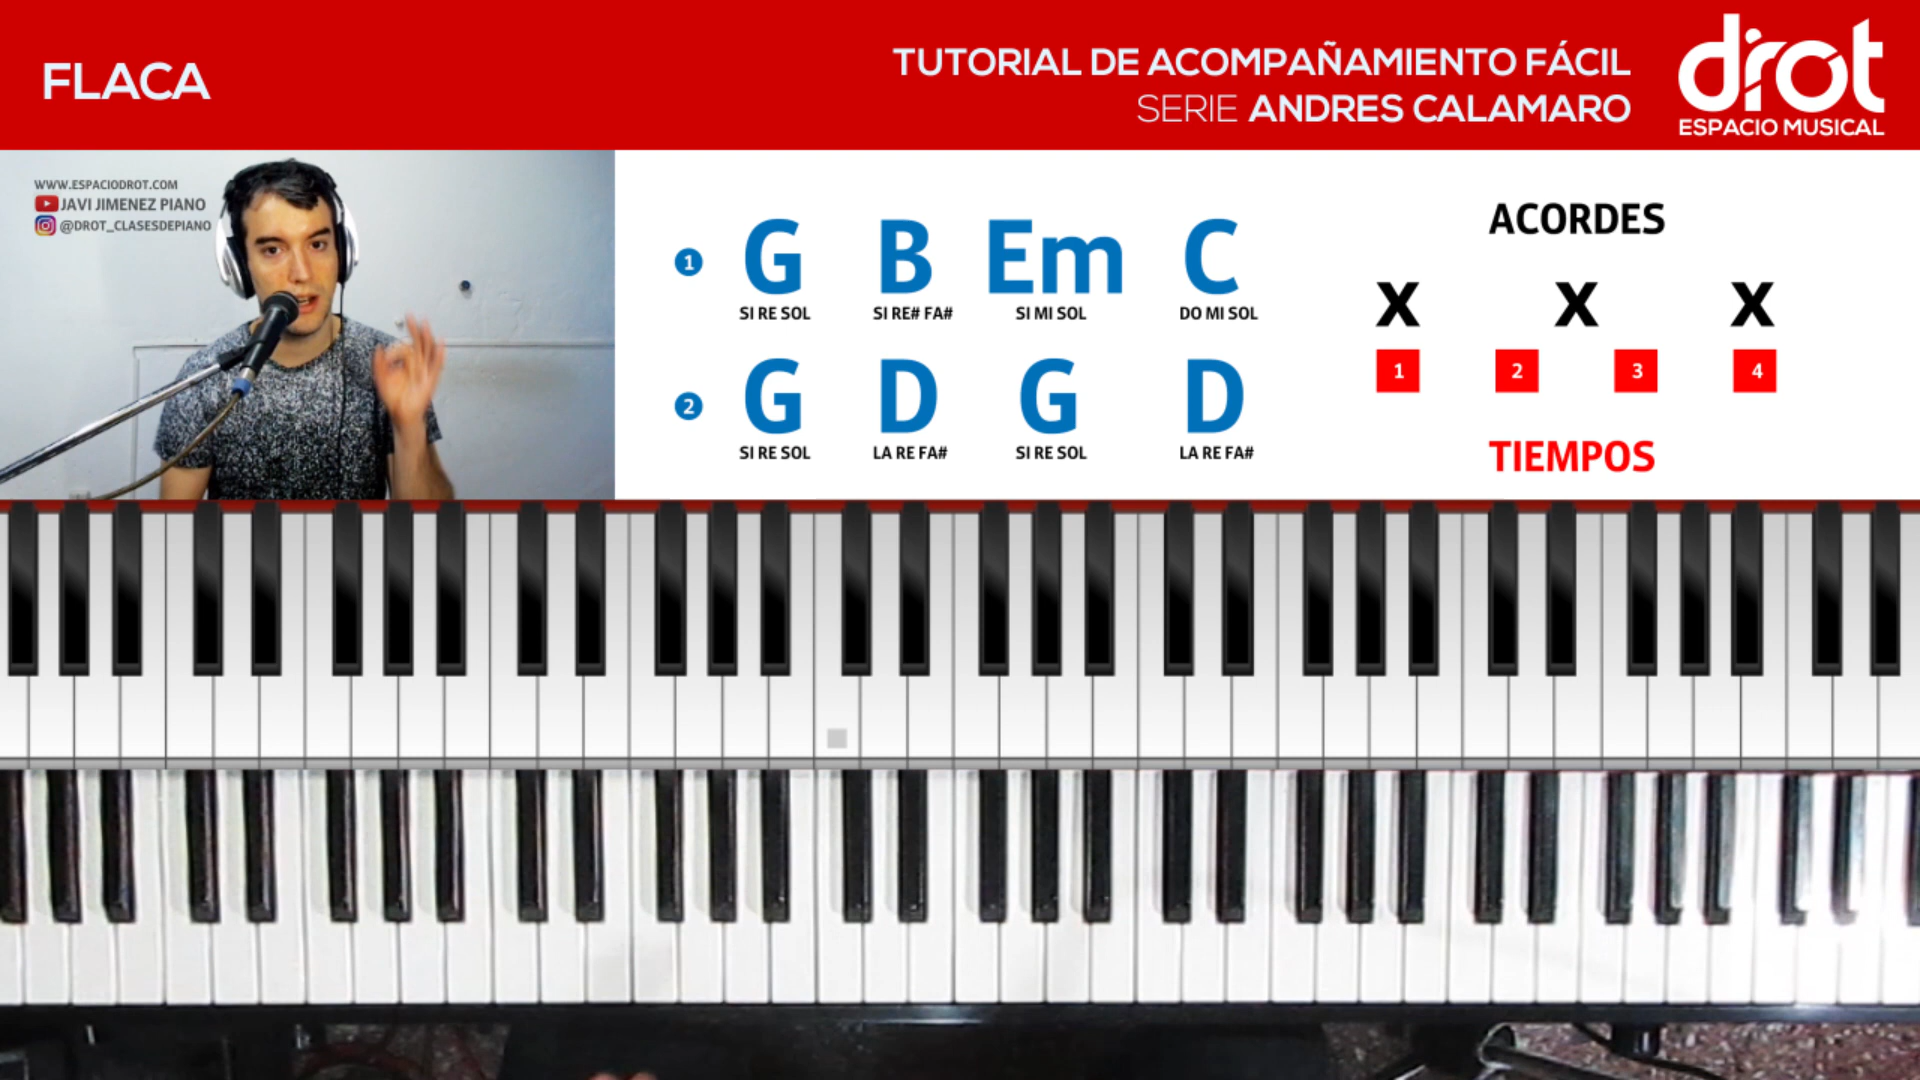 FLACA
TUTORIAL DE ACOMPAÑAMIENTO FÁCIL
SERIE ANDRES CALAMARO
drot
ESPACIO MUSICAL
WWW.ESPACIODROT.COM
JAVI JIMENEZ PIANO
@DROT_CLASESDEPIANO
1 G B Em C
SI RE SOL SI RE# FA# SI MI SOL DO MI SOL
2 G D G D
SI RE SOL LA RE FA# SI RE SOL LA RE FA#
ACORDES
X X X
1 2 3 4
TIEMPOS